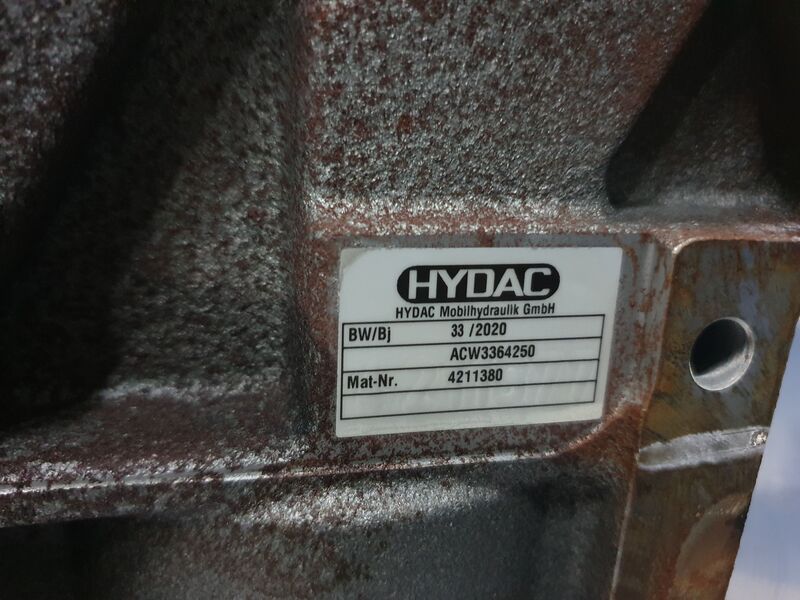 HYDAC
HYDAC Mobilhydraulik GmbH
BW/Bj 33 /2020
ACW3364250
Mat-Nr. 4211380